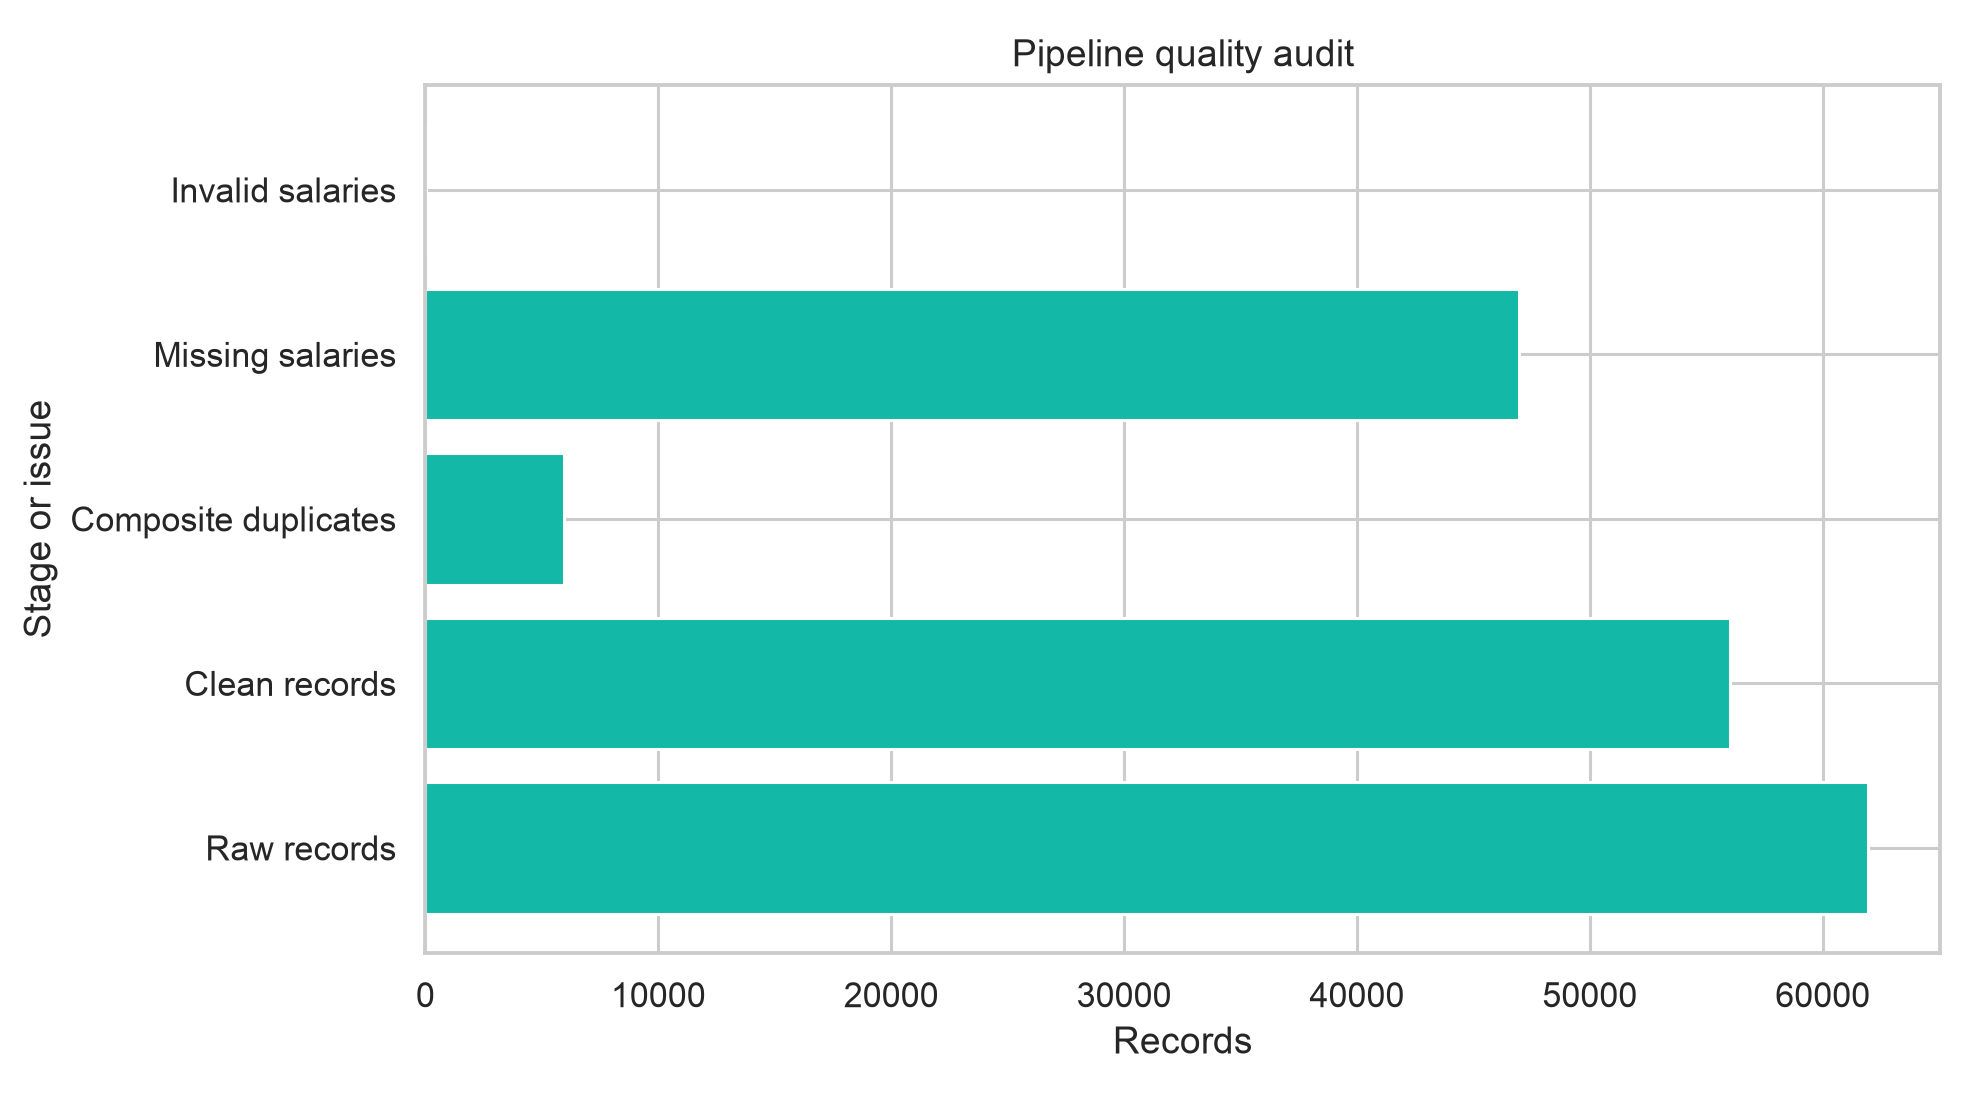 Pipeline quality audit
Invalid salaries
Missing salaries
Composite duplicates
Clean records
Raw records
Stage or issue
0 10000 20000 30000 40000 50000 60000
Records